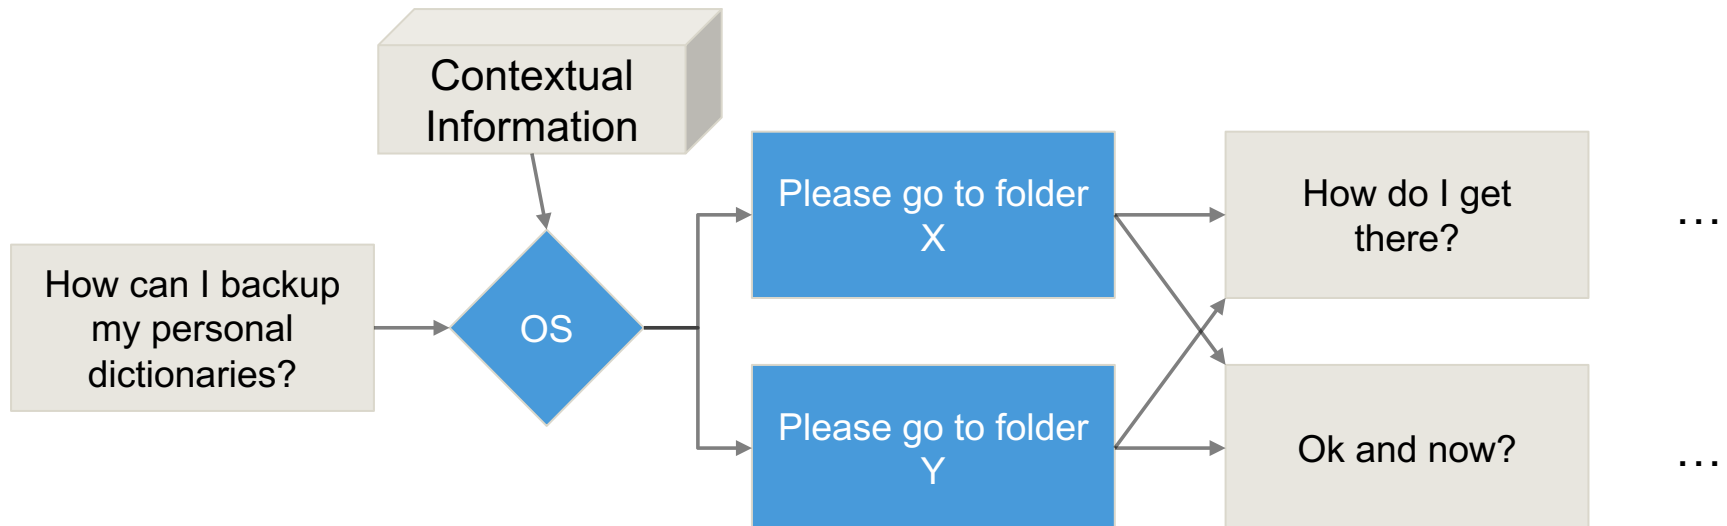 Contextual
Information
How can I backup
my personal
dictionaries?
OS
Please go to folder
X
Please go to folder
Y
How do I get
there?
…
Ok and now?
…